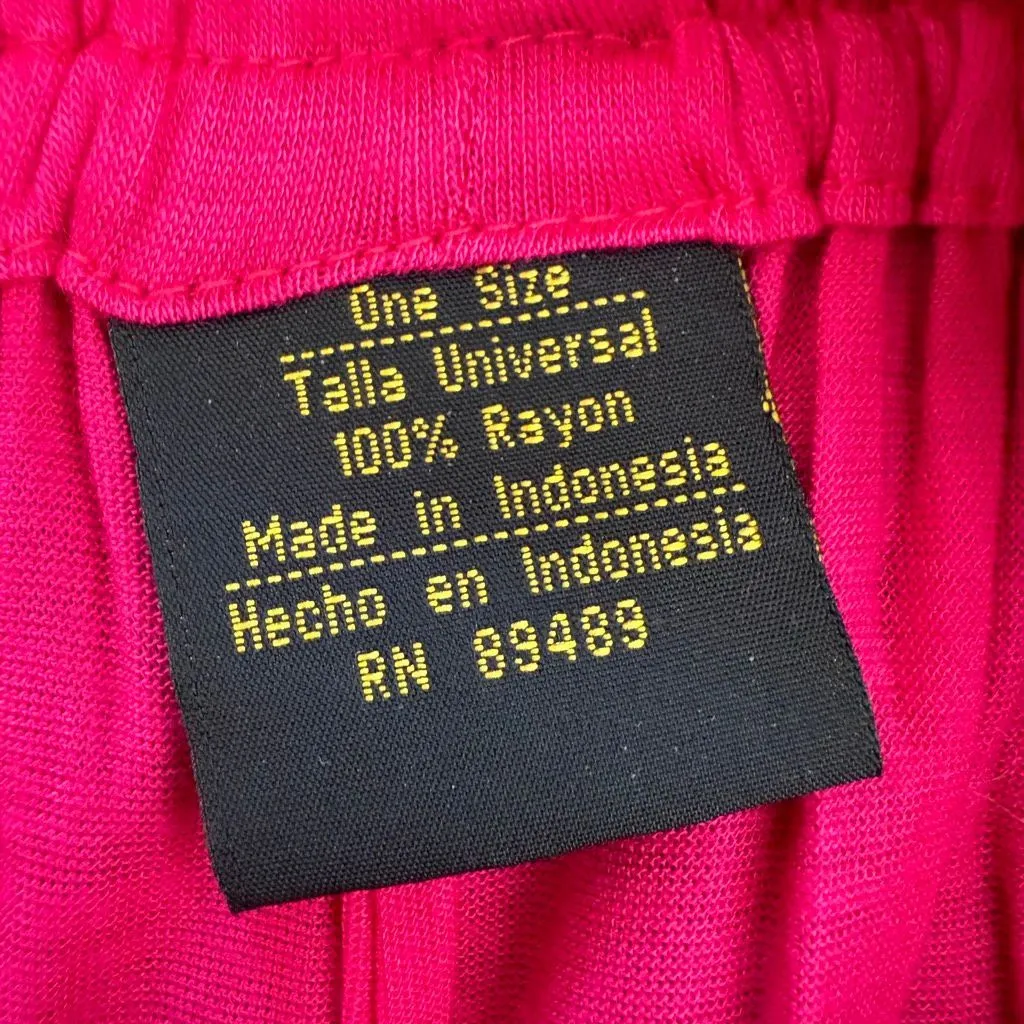 One Size
Talla Universal
100% Rayon
Made in Indonesia
Hecho en Indonesia
RN 89489